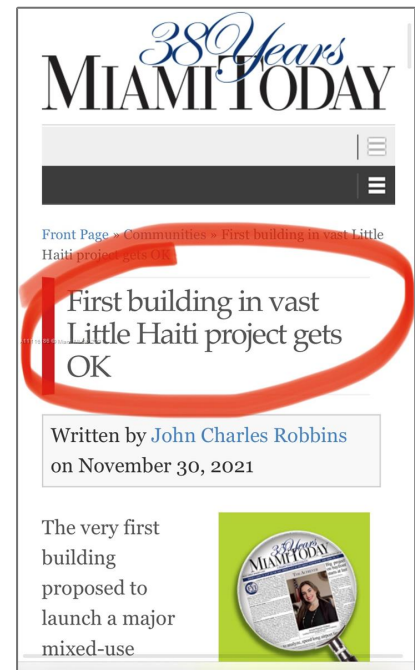 38 Years
MIAMI TODAY
Front Page » Communities » First building in vast Little
Haiti project gets OK
First building in vast
Little Haiti project gets
OK
Written by John Charles Robbins
on November 30, 2021
The very first
building
proposed to
launch a major
mixed-use
38 Years
MIAMI TODAY